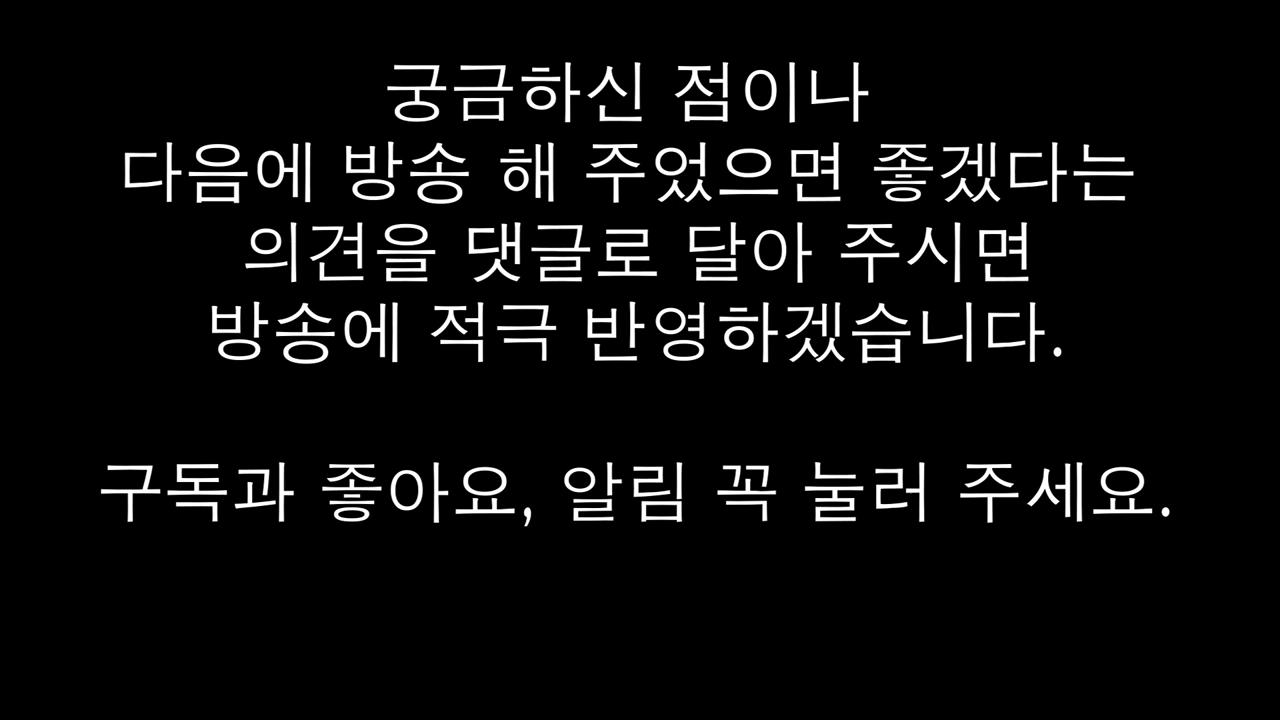 궁금하신 점이나
다음에 방송 해 주었으면 좋겠다는
의견을 댓글로 달아 주시면
방송에 적극 반영하겠습니다.
구독과 좋아요, 알림 꼭 눌러 주세요.